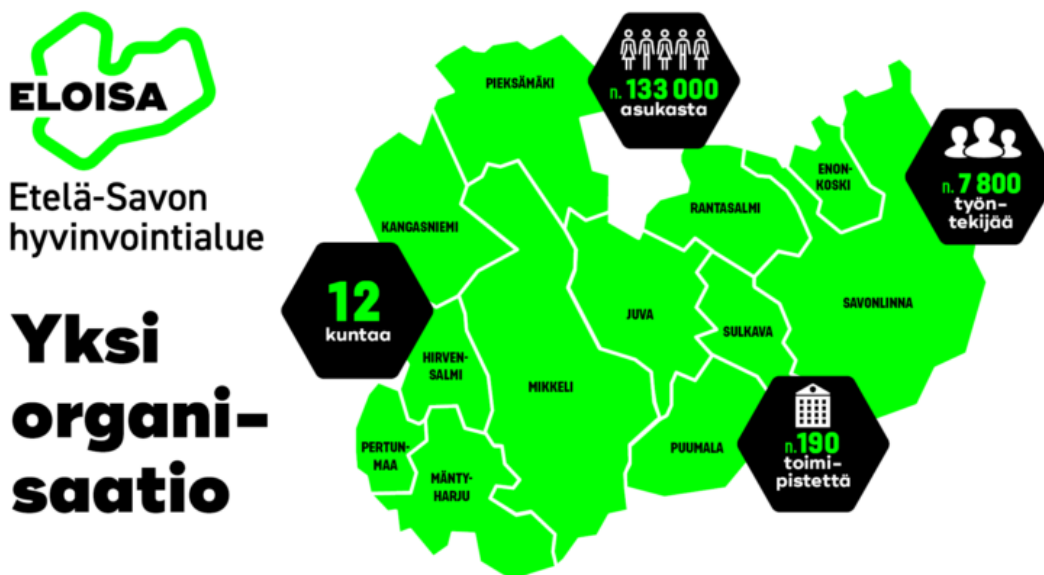 ELOISA
Etelä-Savon
hyvinvointialue
Yksi
organi-
saatio
PIEKSÄMÄKI
n. 133 000
asukasta
ENON-
KOSKI
n. 7 800
työn-
tekijää
RANTASALMI
KANGASNIEMI
12
kuntaa
JUVA
SULKAVA
SAVONLINNA
HIRVEN-
SALMI
MIKKELI
PERTUN-
MAA
MÄNTY-
HARJU
PUUMALA
n.190
toimi-
pistettä